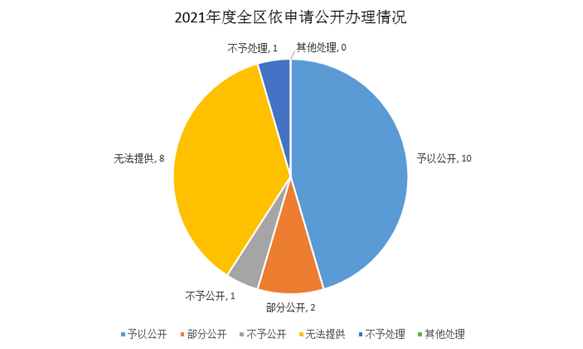 2021年度全区依申请公开办理情况
不予处理, 1
其他处理, 0
无法提供, 8
予以公开, 10
不予公开, 1
部分公开, 2
予以公开 部分公开 不予公开 无法提供 不予处理 其他处理